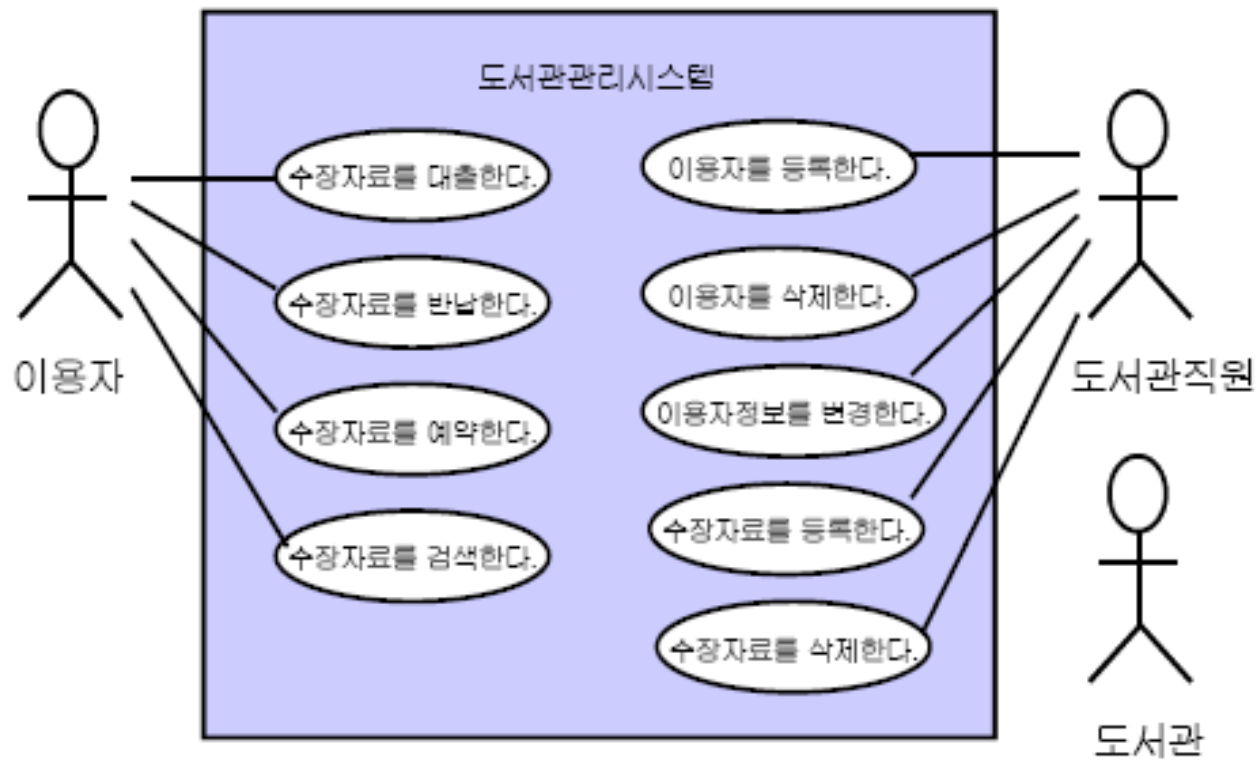 도서관관리시스템
수장자료를 대출한다.
수장자료를 반납한다.
수장자료를 예약한다.
수장자료를 검색한다.
이용자를 등록한다.
이용자를 삭제한다.
이용자정보를 변경한다.
수장자료를 등록한다.
수장자료를 삭제한다.
이용자
도서관직원
도서관